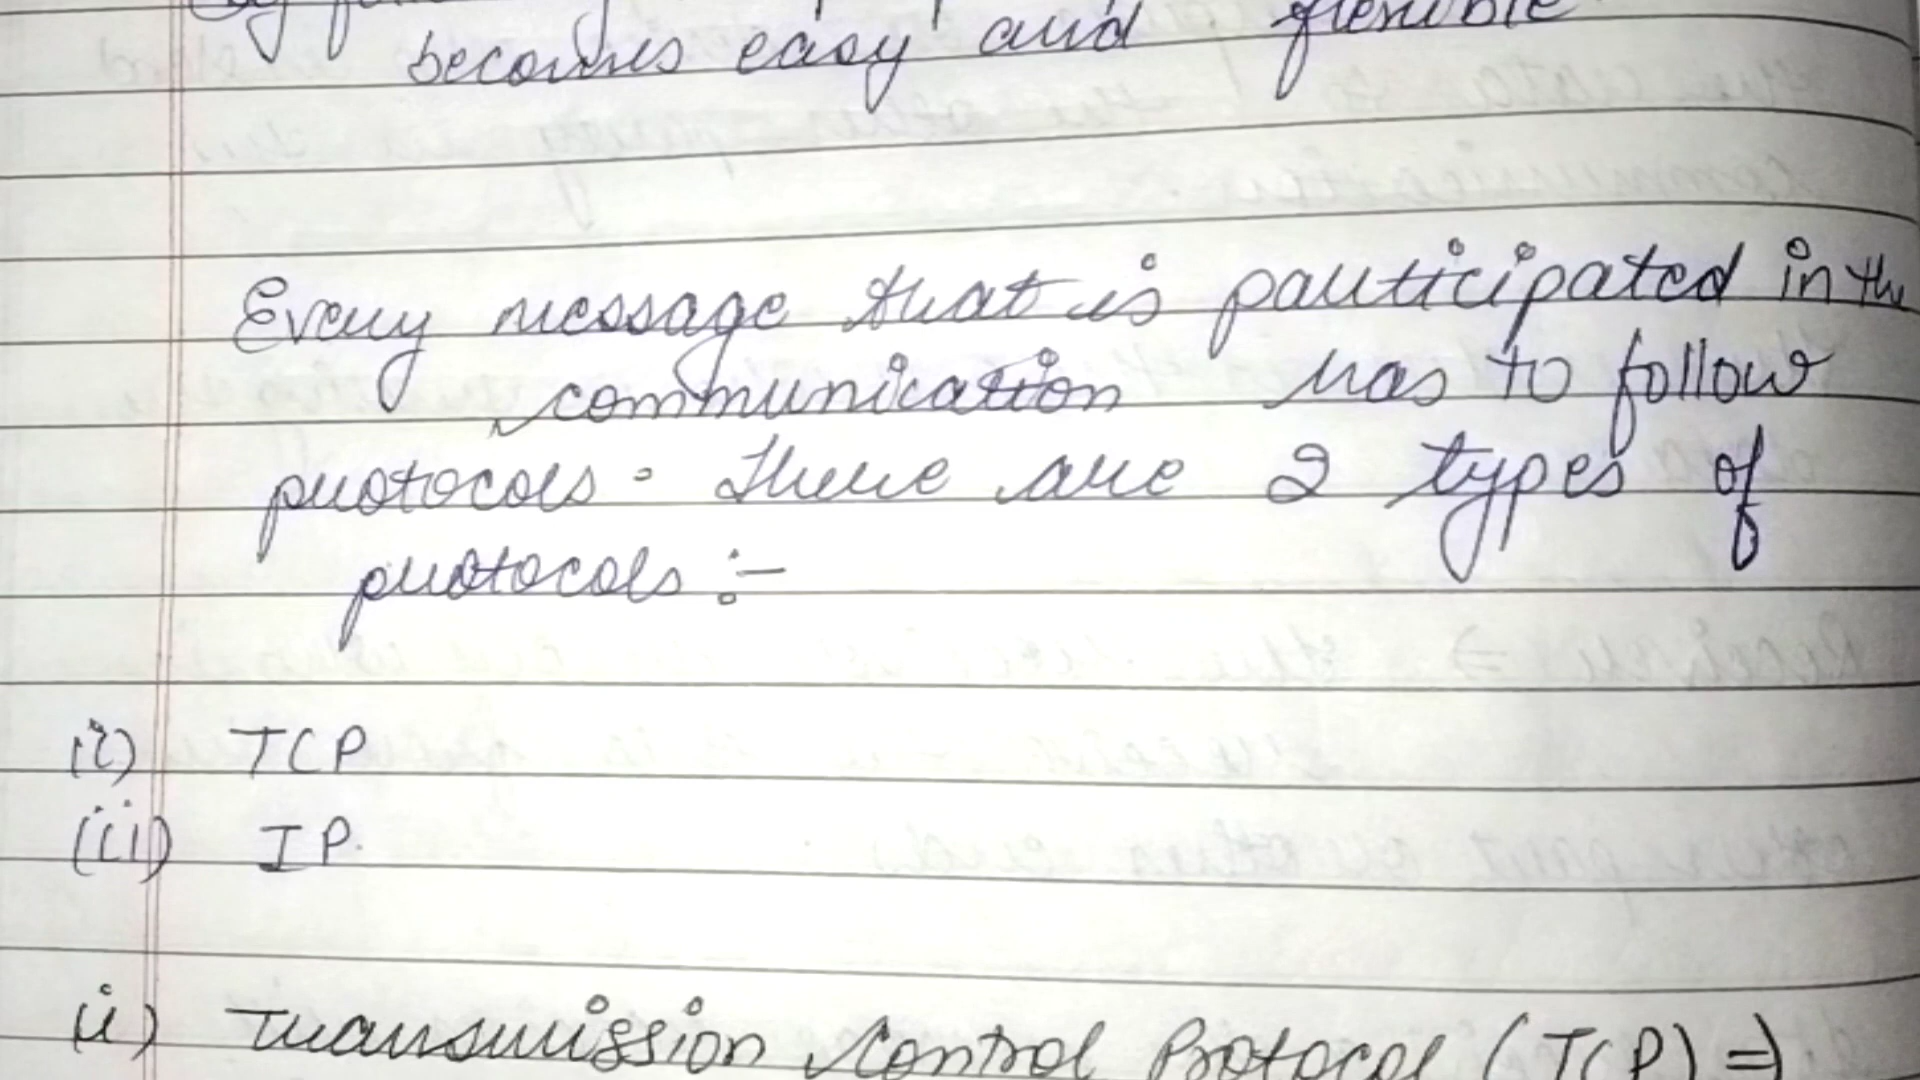 becomes easy and flexible
Every message that is participated in the
communication has to follow
protocols. There are 2 types of
protocols :-
(i) TCP
(ii) IP.
(i) Transmission Control Protocol (TCP) ⇒